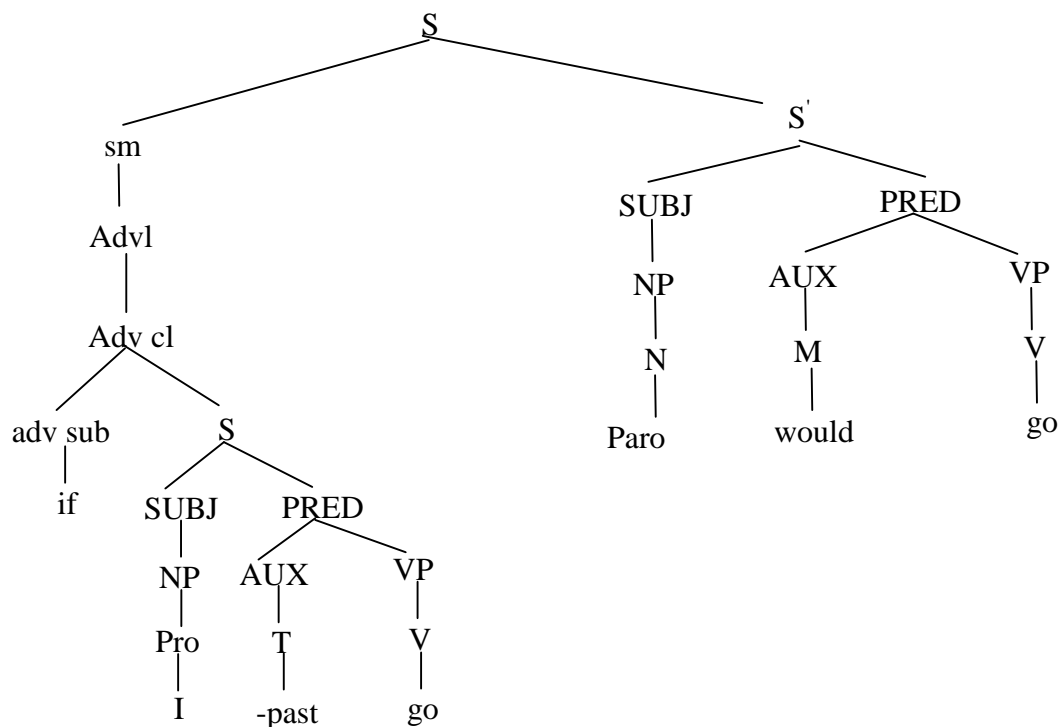 S
sm S'
Advl SUBJ PRED
Adv cl NP AUX VP
N M V
adv sub S Paro would go
if SUBJ PRED
NP AUX VP
Pro T V
I -past go